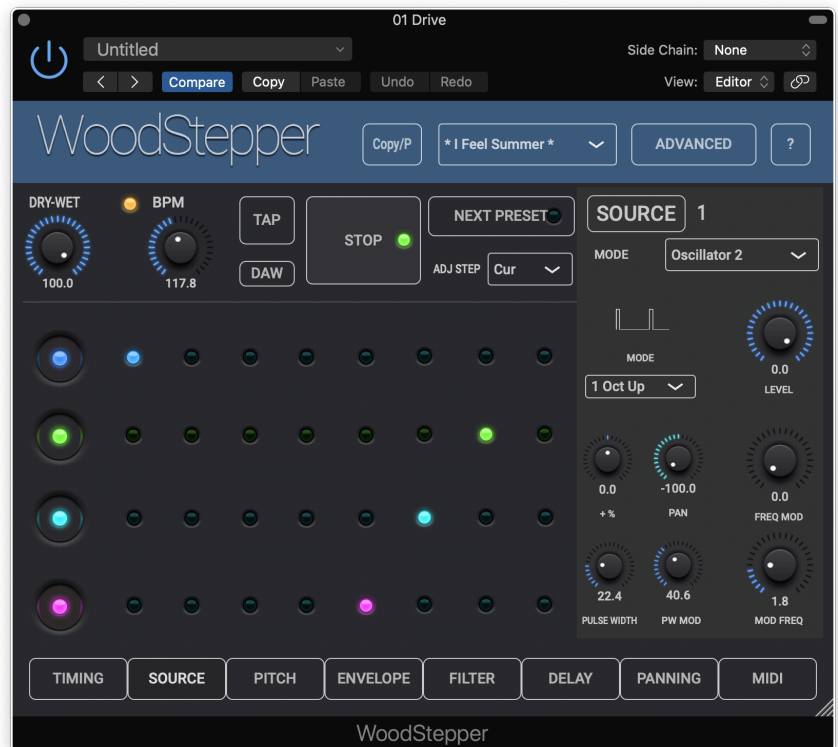 01 Drive
Untitled
Side Chain: None
Compare Copy Paste Undo Redo
View: Editor
WoodStepper
Copy/P
* I Feel Summer *
ADVANCED
?
DRY-WET
100.0
BPM
117.8
TAP
DAW
STOP
NEXT PRESET
ADJ STEP Cur
SOURCE 1
MODE Oscillator 2
MODE
1 Oct Up
0.0
LEVEL
0.0
+ %
-100.0
PAN
0.0
FREQ MOD
22.4
PULSE WIDTH
40.6
PW MOD
1.8
MOD FREQ
TIMING SOURCE PITCH ENVELOPE FILTER DELAY PANNING MIDI
WoodStepper